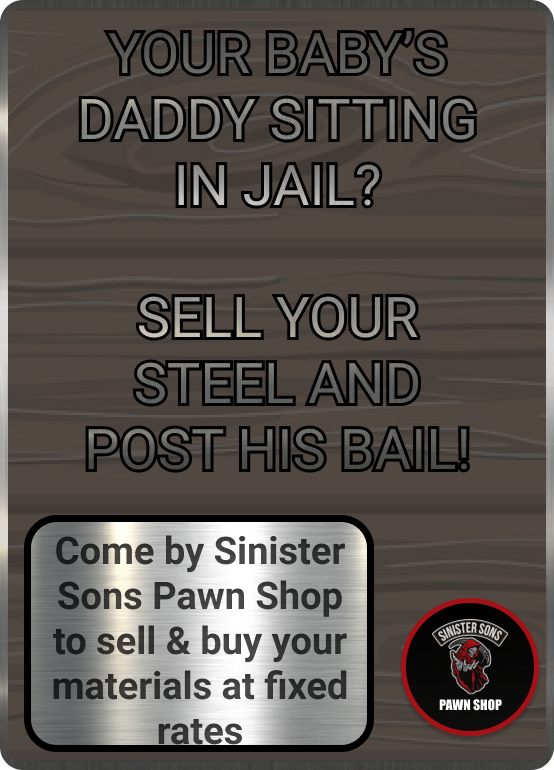 YOUR BABY’S
DADDY SITTING
IN JAIL?
SELL YOUR
STEEL AND
POST HIS BAIL!
Come by Sinister
Sons Pawn Shop
to sell & buy your
materials at fixed
rates
SINISTER SONS
PAWN SHOP